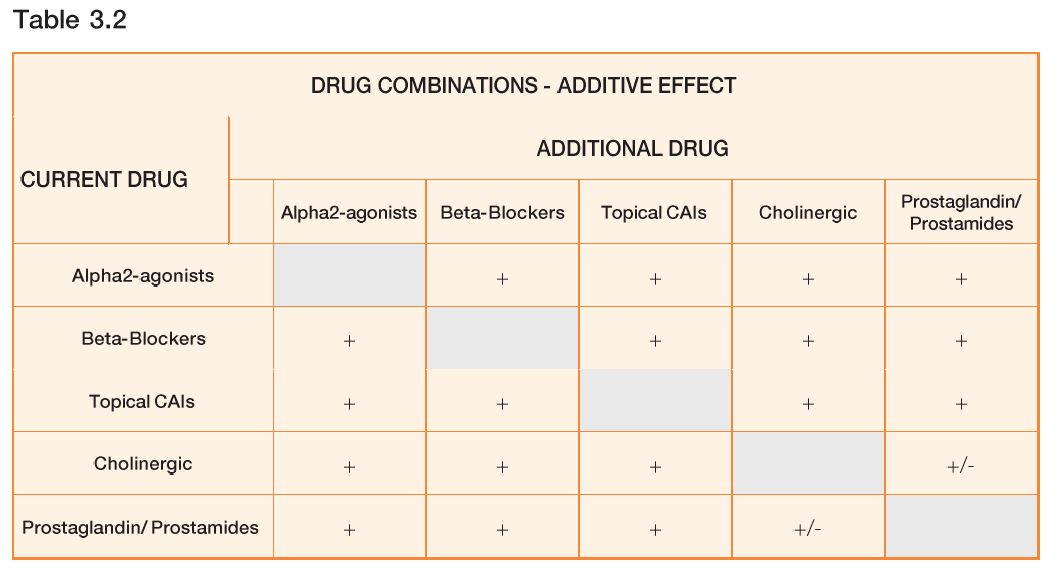 Table 3.2
DRUG COMBINATIONS - ADDITIVE EFFECT
CURRENT DRUG
ADDITIONAL DRUG
Alpha2-agonists Beta-Blockers Topical CAIs Cholinergic Prostaglandin/
Prostamides
Alpha2-agonists + + + +
Beta-Blockers + + + +
Topical CAIs + + + +
Cholinergic + + + +/-
Prostaglandin/ Prostamides + + + +/-